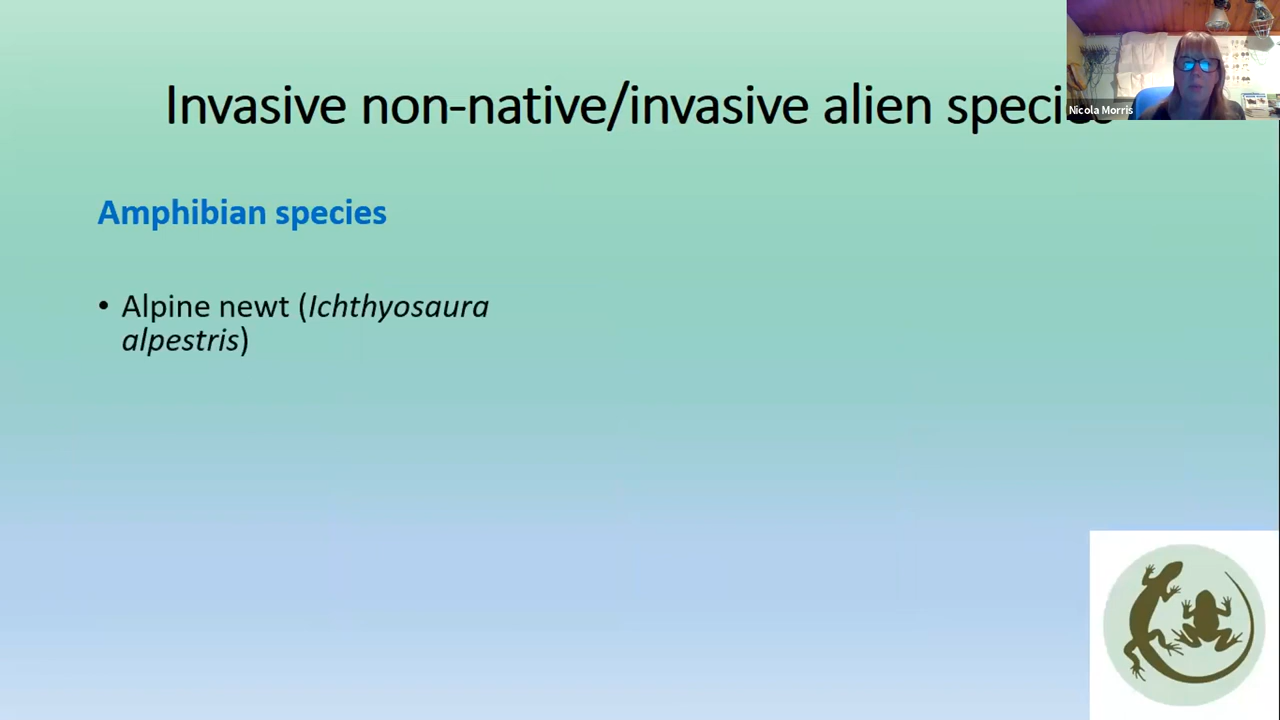 Invasive non-native/invasive alien species
Nicola Morris
Amphibian species
• Alpine newt (Ichthyosaura
alpestris)